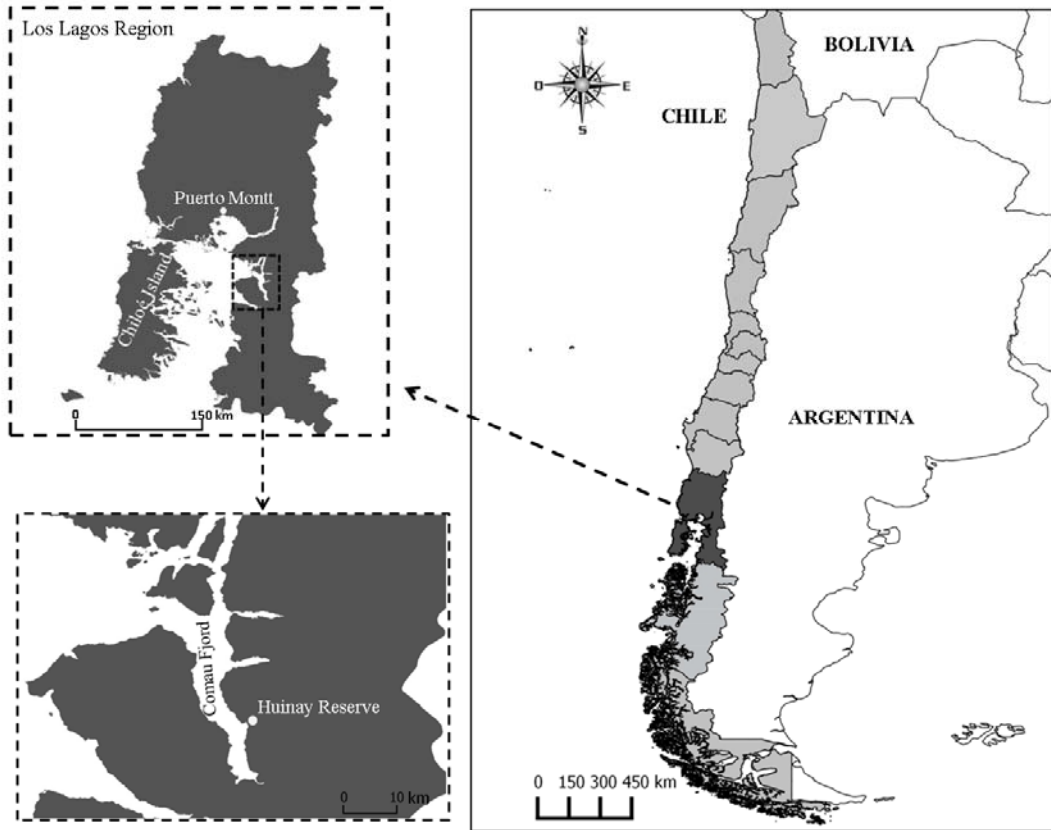 Los Lagos Region
Puerto Montt
Chiloé Island
0 150 km
Comau Fjord
Huinay Reserve
0 10 km
N
O E
S
BOLIVIA
CHILE
ARGENTINA
0 150 300 450 km